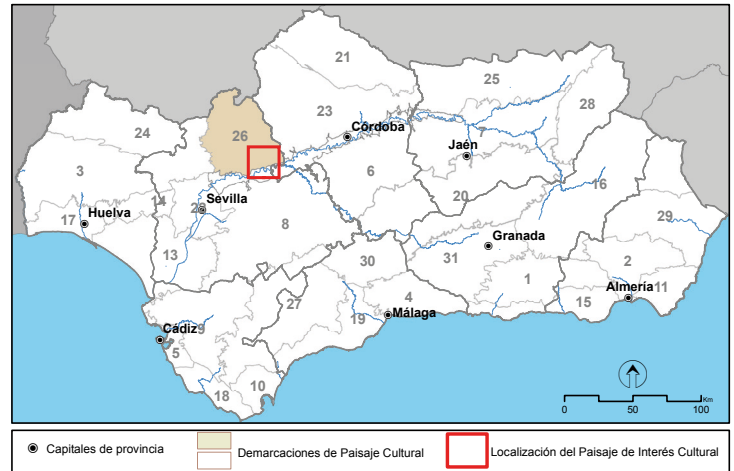 21
25
24
23
28
Córdoba
26
Jaén
3
6
16
20
14
Sevilla
17
Huelva
29
8
Granada
13
30
31
2
27
1
Almería
11
4
15
19
Málaga
9
Cádiz
5
10
18
0 50 100
Km
Capitales de provincia
Demarcaciones de Paisaje Cultural
Localización del Paisaje de Interés Cultural